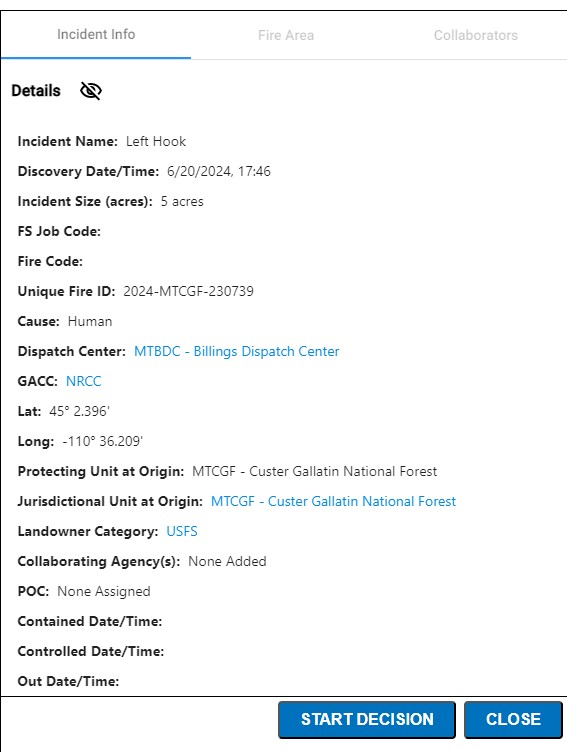 Incident Info Fire Area Collaborators
Details
Incident Name: Left Hook
Discovery Date/Time: 6/20/2024, 17:46
Incident Size (acres): 5 acres
FS Job Code:
Fire Code:
Unique Fire ID: 2024-MTCGF-230739
Cause: Human
Dispatch Center: MTBDC - Billings Dispatch Center
GACC: NRCC
Lat: 45° 2.396'
Long: -110° 36.209'
Protecting Unit at Origin: MTCGF - Custer Gallatin National Forest
Jurisdictional Unit at Origin: MTCGF - Custer Gallatin National Forest
Landowner Category: USFS
Collaborating Agency(s): None Added
POC: None Assigned
Contained Date/Time:
Controlled Date/Time:
Out Date/Time:
START DECISION CLOSE